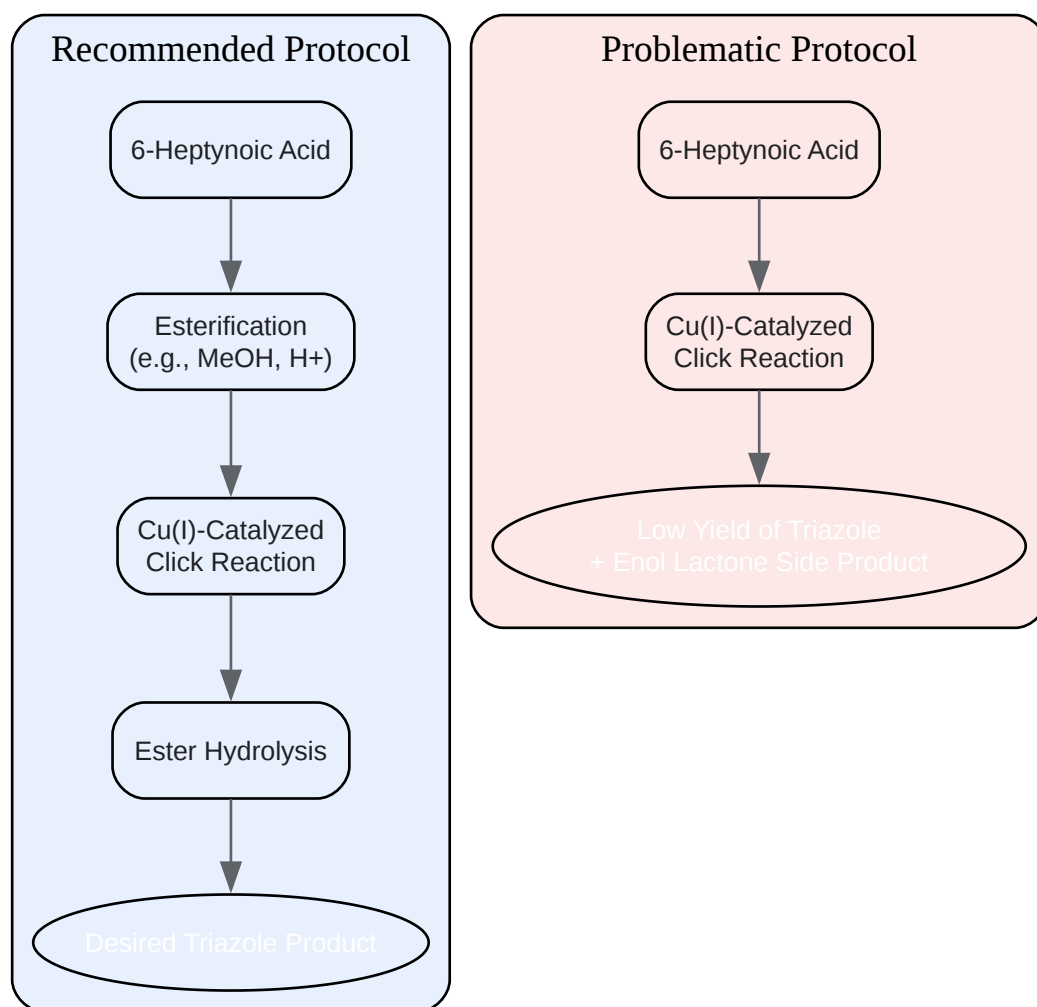 Recommended Protocol
6-Heptynoic Acid
Esterification
(e.g., MeOH, H+)
Cu(I)-Catalyzed
Click Reaction
Ester Hydrolysis
Desired Triazole Product
Problematic Protocol
6-Heptynoic Acid
Cu(I)-Catalyzed
Click Reaction
Low Yield of Triazole
+ Enol Lactone Side Product